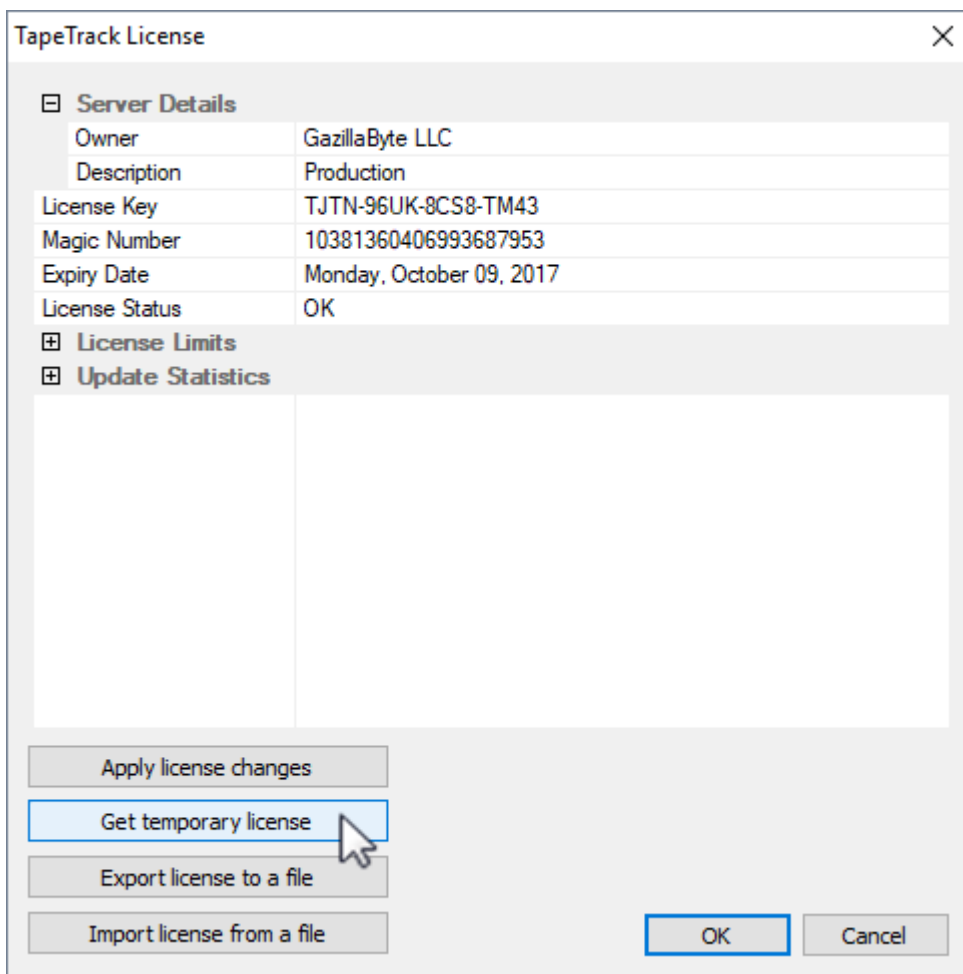 TapeTrack License
Server Details
Owner GazillaByte LLC
Description Production
License Key TJTN-96UK-8CS8-TM43
Magic Number 10381360406993687953
Expiry Date Monday, October 09, 2017
License Status OK
License Limits
Update Statistics
Apply license changes
Get temporary license
Export license to a file
Import license from a file
OK Cancel